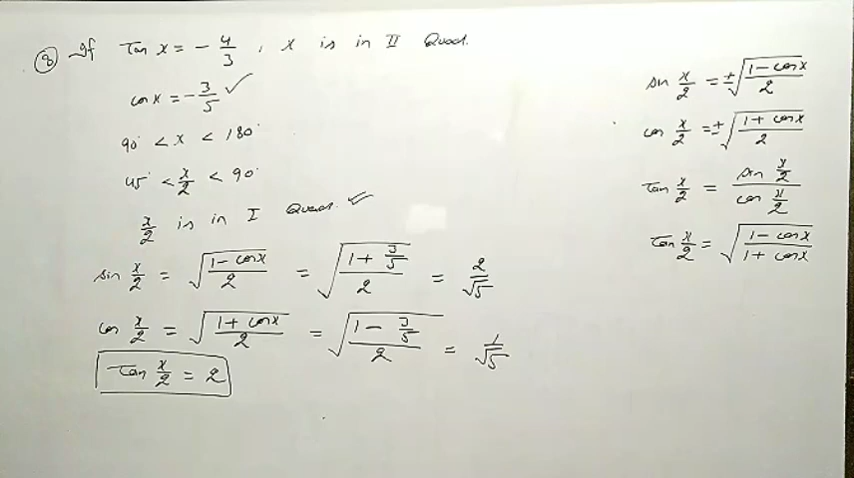 ⑧ If Tan x = - 4/3 , x is in II Quad.
cos x = - 3/5 ✓
90° < x < 180°
45° < x/2 < 90°
x/2 is in I Quad. ✓
sin x/2 = √((1 - cos x)/2) = √((1 + 3/5)/2) = 2/√5
cos x/2 = √((1 + cos x)/2) = √((1 - 3/5)/2) = 1/√5
Tan x/2 = 2
sin x/2 = ±√((1 - cos x)/2)
cos x/2 = ±√((1 + cos x)/2)
Tan x/2 = (sin x/2)/(cos x/2)
Tan x/2 = √((1 - cos x)/(1 + cos x))